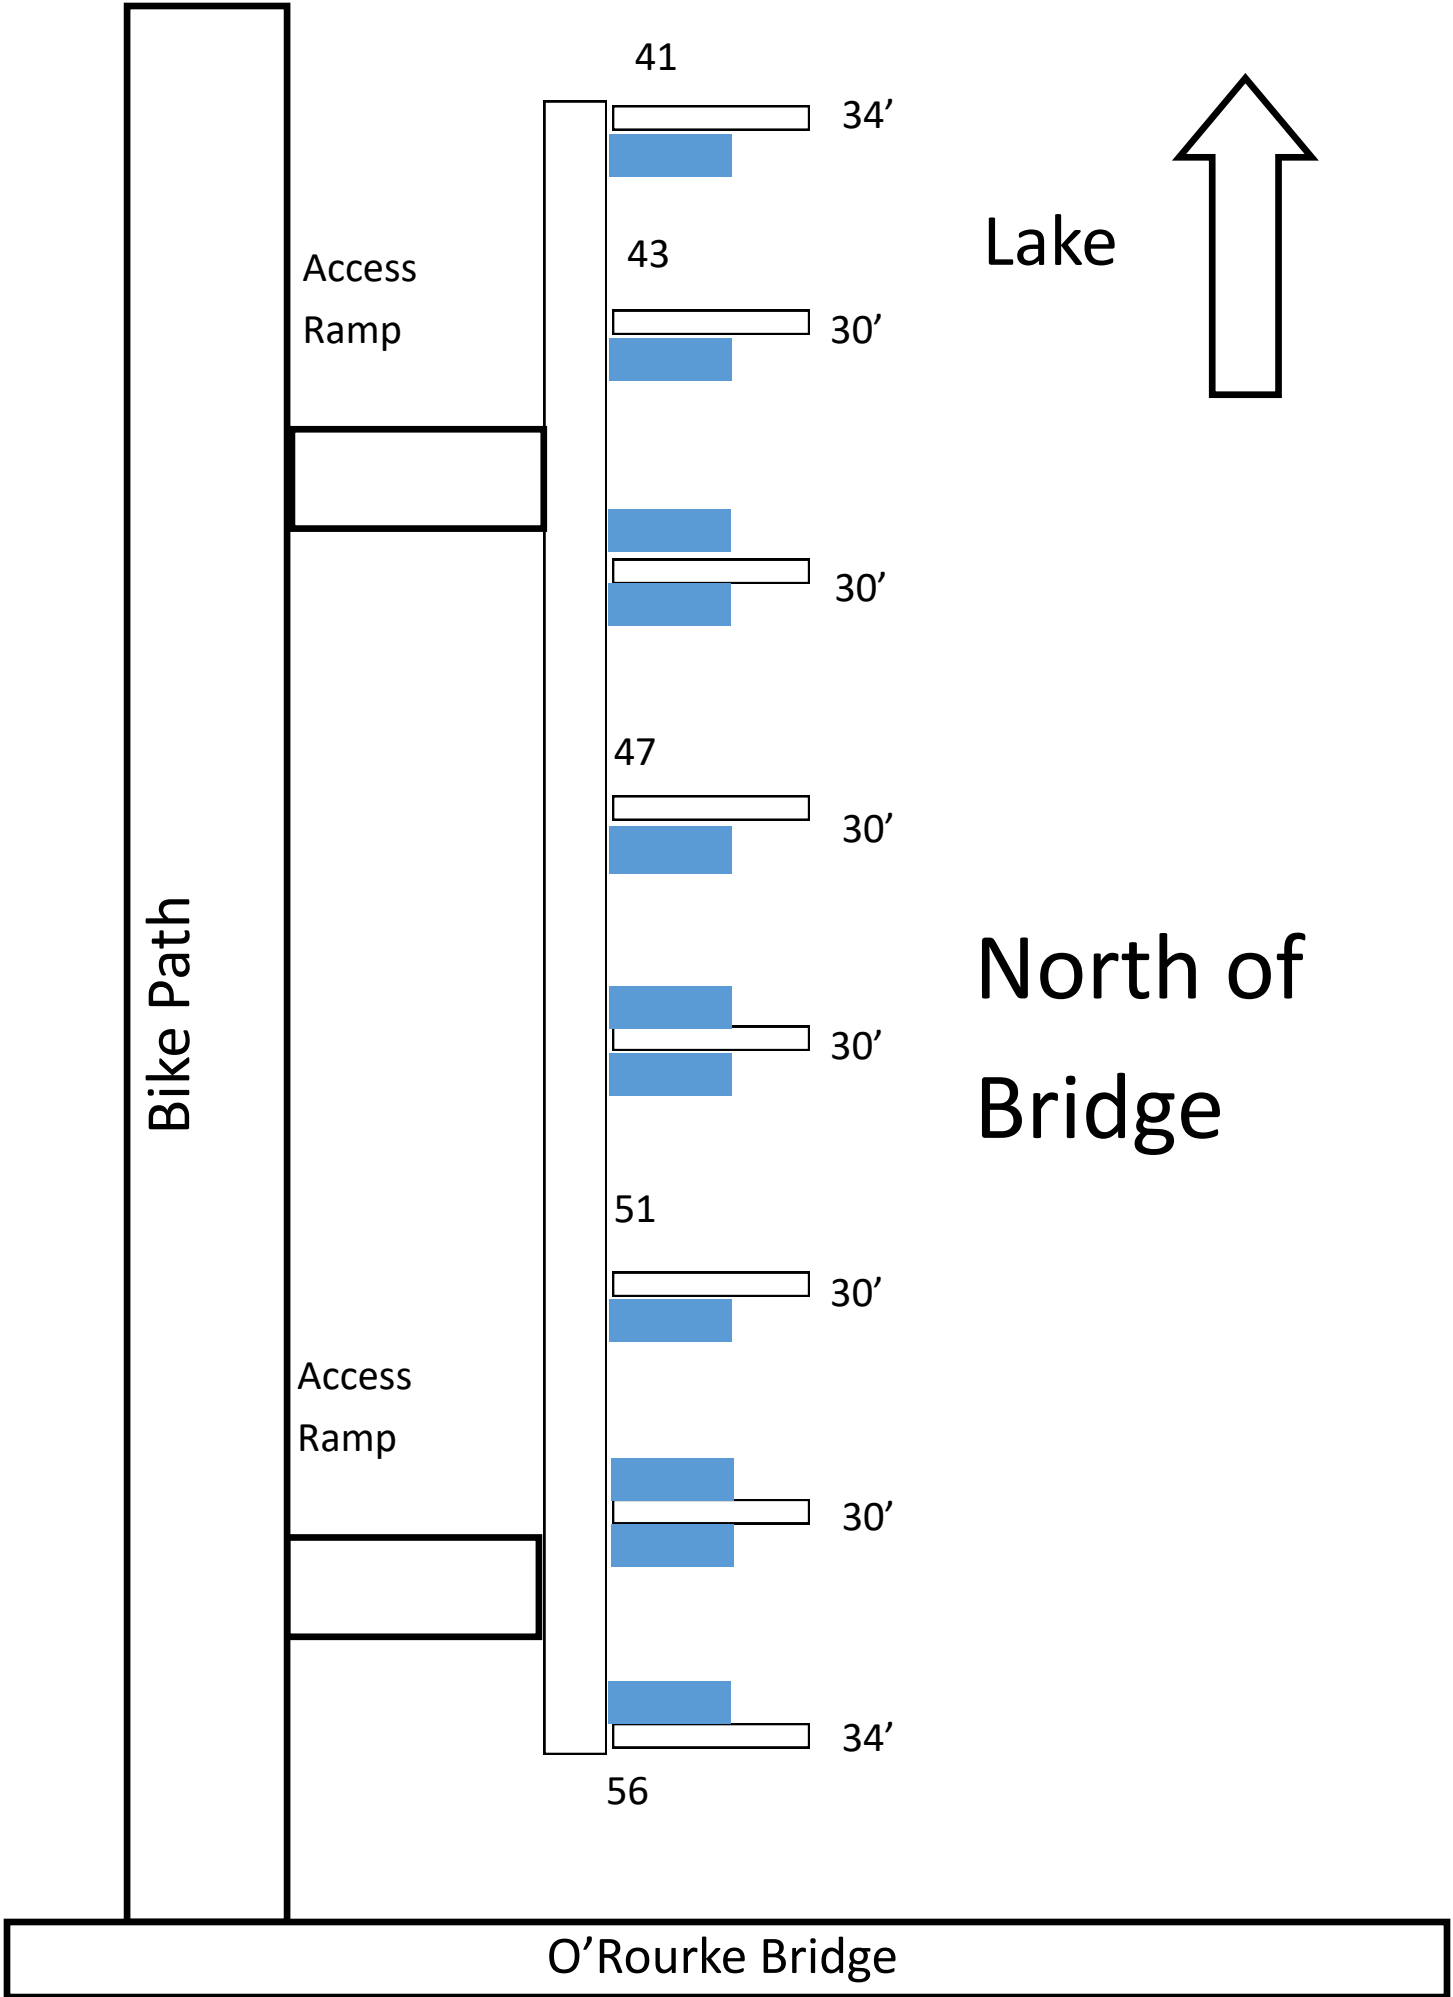 41
34’
Lake
43
Access
Ramp
30’
30’
47
30’
Bike Path
North of
Bridge
30’
51
30’
Access
Ramp
30’
34’
56
O’Rourke Bridge